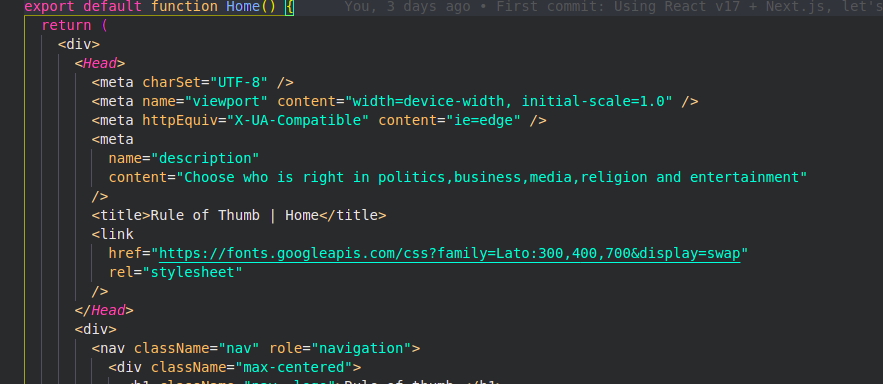 export default function Home() { You, 3 days ago • First commit: Using React v17 + Next.js, let's
return (
<div>
<Head>
<meta charSet="UTF-8" />
<meta name="viewport" content="width=device-width, initial-scale=1.0" />
<meta httpEquiv="X-UA-Compatible" content="ie=edge" />
<meta
name="description"
content="Choose who is right in politics,business,media,religion and entertainment"
/>
<title>Rule of Thumb | Home</title>
<link
href="https://fonts.googleapis.com/css?family=Lato:300,400,700&display=swap"
rel="stylesheet"
/>
</Head>
<div>
<nav className="nav" role="navigation">
<div className="max-centered">